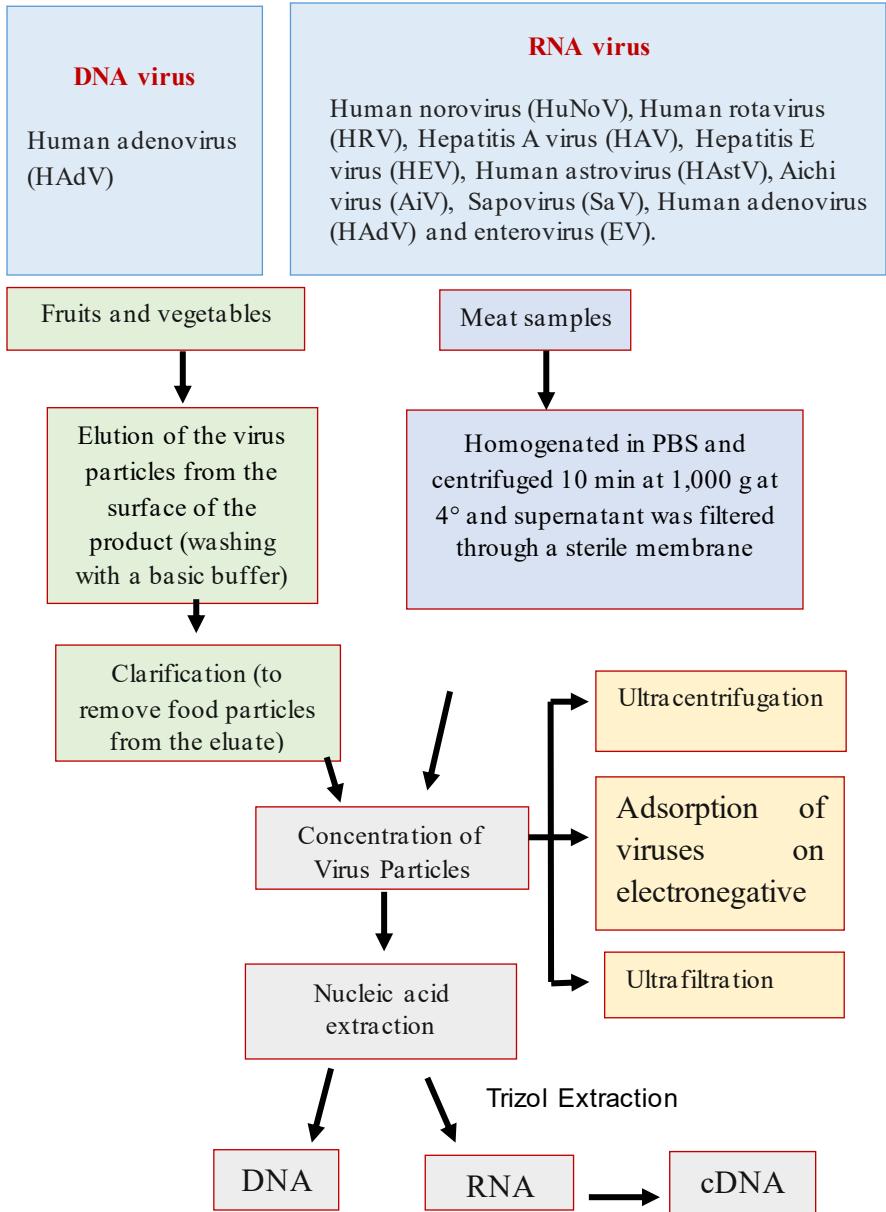 DNA virus
Human adenovirus
(HAdV)
RNA virus
Human norovirus (HuNoV), Human rotavirus
(HRV), Hepatitis A virus (HAV), Hepatitis E
virus (HEV), Human astrovirus (HAstV), Aichi
virus (AiV), Sapovirus (SaV), Human adenovirus
(HAdV) and enterovirus (EV).
Fruits and vegetables
Meat samples
Elution of the virus
particles from the
surface of the
product (washing
with a basic buffer)
Homogenated in PBS and
centrifuged 10 min at 1,000 g at
4° and supernatant was filtered
through a sterile membrane
Clarification (to
remove food particles
from the eluate)
Ultracentrifugation
Concentration of
Virus Particles
Adsorption of
viruses on
electronegative
Ultrafiltration
Nucleic acid
extraction
Trizol Extraction
DNA
RNA
cDNA